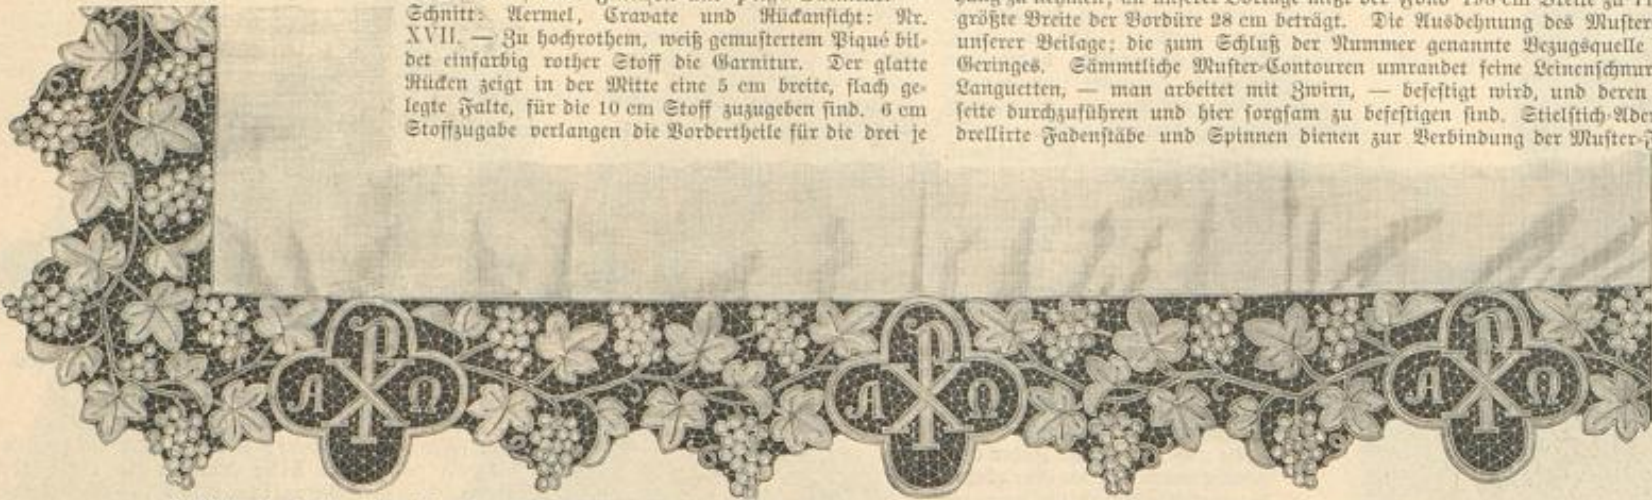 Schnitt: Aermel, Cravate und Rückansicht: Nr.
XVII. — Zu hochrothem, weiß gemustertem Piqué bil-
det einfarbig rother Stoff die Garnitur. Der glatte
Rücken zeigt in der Mitte eine 5 cm breite, flach ge-
legte Falte, für die 10 cm Stoff zuzugeben sind. 6 cm
Stoffzugabe verlangen die Vordertheile für die drei je
größte Breite der Bordüre 28 cm beträgt. Die Ausdehnung des Muster
unserer Beilage; die zum Schluß der Nummer genannte Bezugsquelle
Geringes. Sämmtliche Muster-Contouren umrandet feine Leinenschnur
Languetten, — man arbeitet mit Zwirn, — befestigt wird, und deren
seite durchzuführen und hier sorgsam zu befestigen sind. Stielstich-Ader
drellirte Fadenstäbe und Spinnen dienen zur Verbindung der Muster-
A P X Ω
A P X Ω
A P X Ω